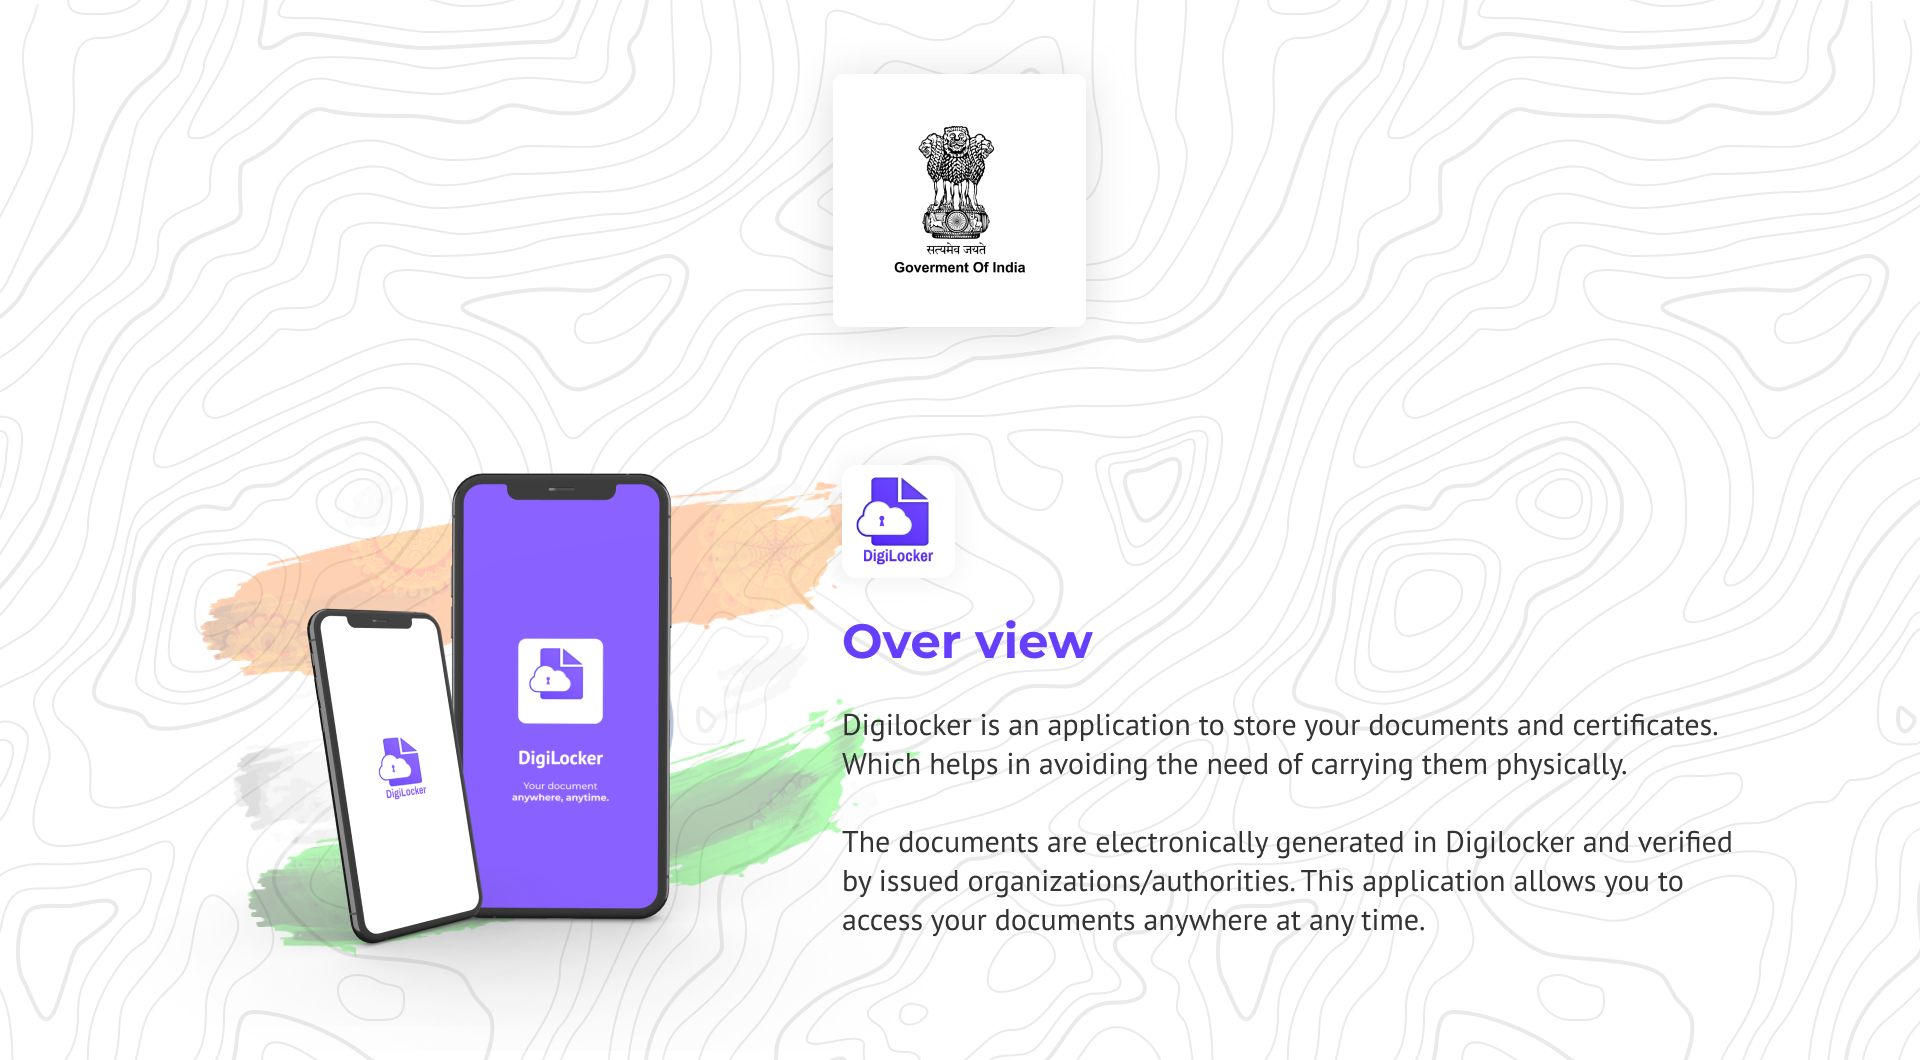 सत्यमेव जयते
Goverment Of India
DigiLocker
Over view
Digilocker is an application to store your documents and certificates.
Which helps in avoiding the need of carrying them physically.
The documents are electronically generated in Digilocker and verified
by issued organizations/authorities. This application allows you to
access your documents anywhere at any time.
DigiLocker
Your document
anywhere, anytime.
DigiLocker